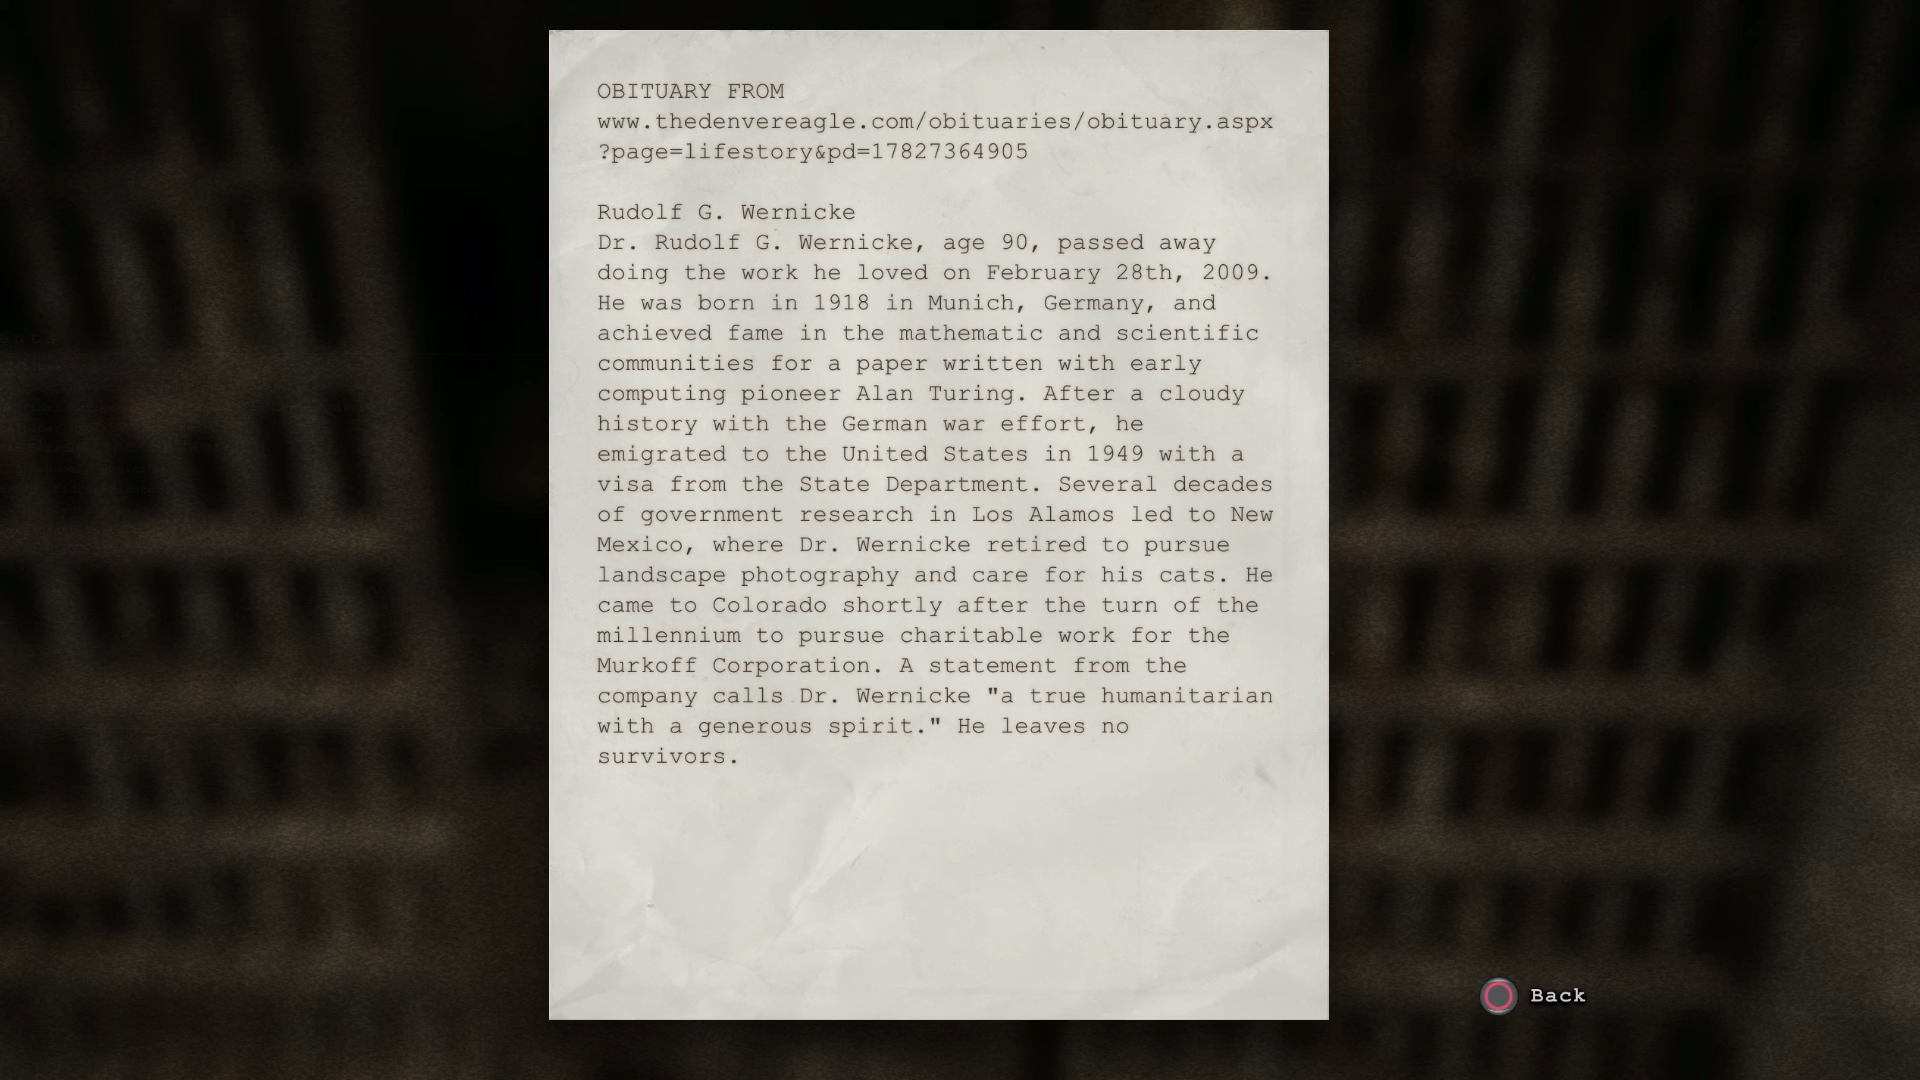 OBITUARY FROM
www.thedenvereagle.com/obituaries/obituary.aspx
?page=lifestory&pd=17827364905
Rudolf G. Wernicke
Dr. Rudolf G. Wernicke, age 90, passed away
doing the work he loved on February 28th, 2009.
He was born in 1918 in Munich, Germany, and
achieved fame in the mathematic and scientific
communities for a paper written with early
computing pioneer Alan Turing. After a cloudy
history with the German war effort, he
emigrated to the United States in 1949 with a
visa from the State Department. Several decades
of government research in Los Alamos led to New
Mexico, where Dr. Wernicke retired to pursue
landscape photography and care for his cats. He
came to Colorado shortly after the turn of the
millennium to pursue charitable work for the
Murkoff Corporation. A statement from the
company calls Dr. Wernicke "a true humanitarian
with a generous spirit." He leaves no
survivors.
Back